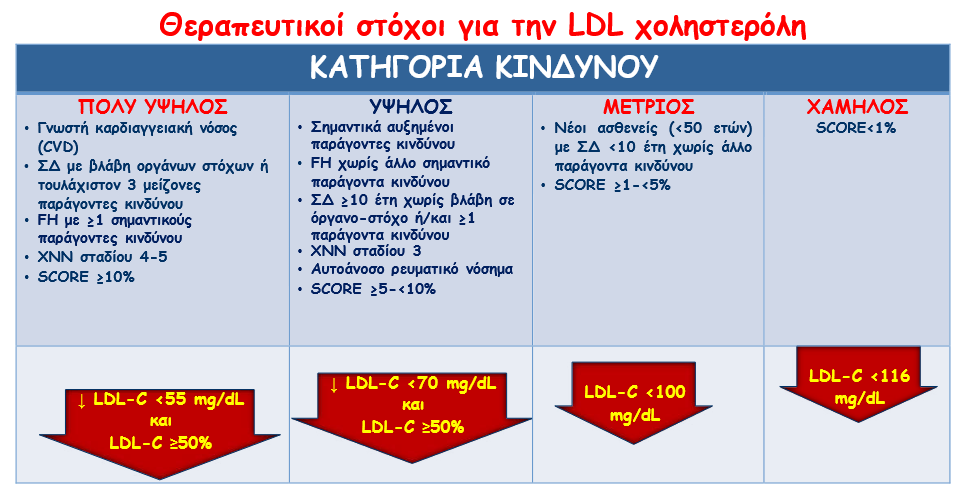 Θεραπευτικοί στόχοι για την LDL χοληστερόλη
ΚΑΤΗΓΟΡΙΑ ΚΙΝΔΥΝΟΥ
ΠΟΛΥ ΥΨΗΛΟΣ
• Γνωστή καρδιαγγειακή νόσος
(CVD)
• ΣΔ με βλάβη οργάνων στόχων ή
τουλάχιστον 3 μείζονες
παράγοντες κινδύνου
• FH με ≥1 σημαντικούς
παράγοντες κινδύνου
• ΧΝΝ σταδίου 4-5
• SCORE ≥10%
ΥΨΗΛΟΣ
• Σημαντικά αυξημένοι
παράγοντες κινδύνου
• FH χωρίς άλλο σημαντικό
παράγοντα κινδύνου
• ΣΔ ≥10 έτη χωρίς βλάβη σε
όργανο-στόχο ή/και ≥1
παράγοντα κινδύνου
• ΧΝΝ σταδίου 3
• Αυτοάνοσο ρευματικό νόσημα
• SCORE ≥5-<10%
ΜΕΤΡΙΟΣ
• Νέοι ασθενείς (<50 ετών)
με ΣΔ <10 έτη χωρίς άλλο
παράγοντα κινδύνου
• SCORE ≥1-<5%
ΧΑΜΗΛΟΣ
SCORE<1%
↓ LDL-C <55 mg/dL
και
LDL-C ≥50%
↓ LDL-C <70 mg/dL
και
LDL-C ≥50%
LDL-C <100
mg/dL
LDL-C <116
mg/dL